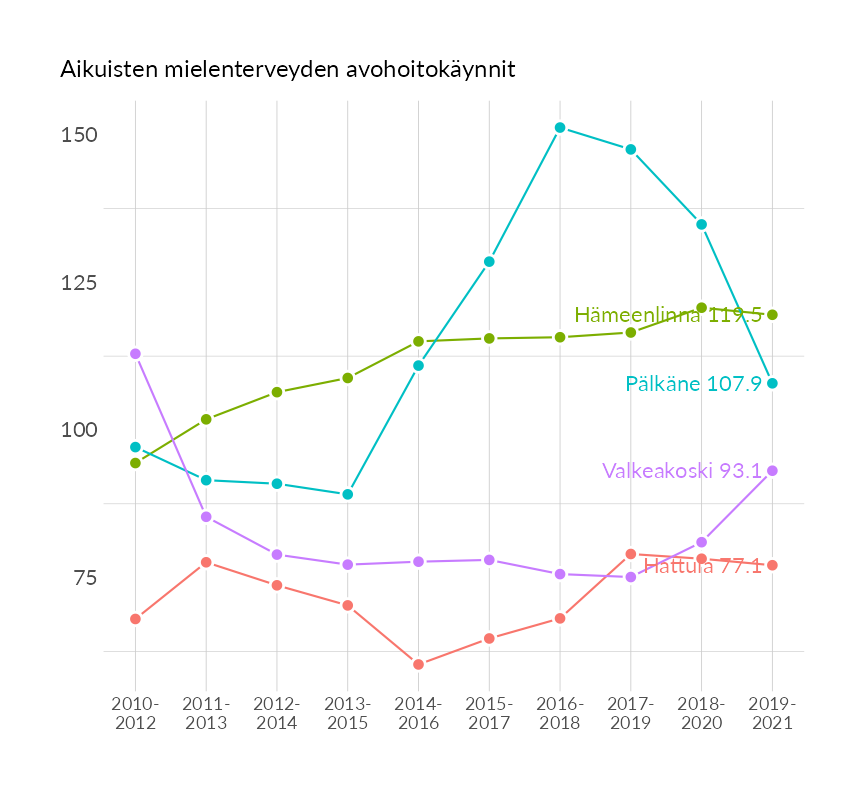 Aikuisten mielenterveyden avohoitokäynnit
150
125
100
75
Hämeenlinna 119.5
Pälkäne 107.9
Valkeakoski 93.1
Hattula 77.1
2010- 2011- 2012- 2013- 2014- 2015- 2016- 2017- 2018- 2019-
2012 2013 2014 2015 2016 2017 2018 2019 2020 2021